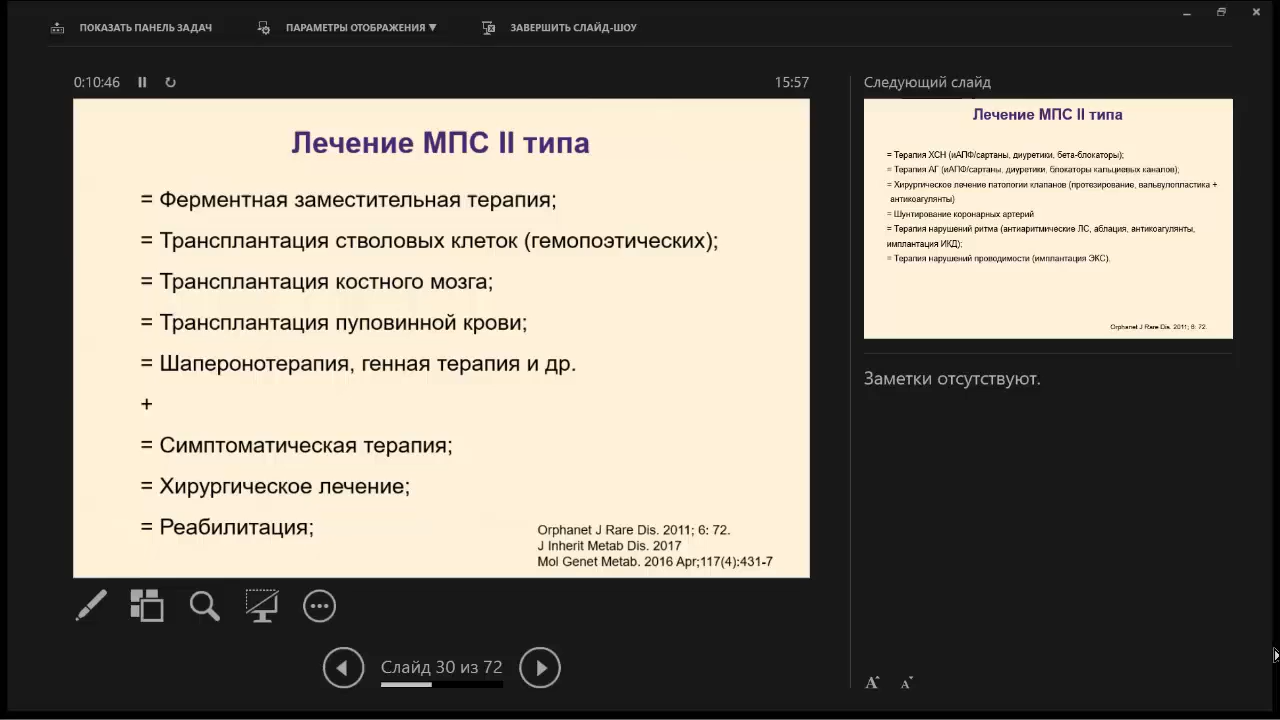 ПОКАЗАТЬ ПАНЕЛЬ ЗАДАЧ
ПАРАМЕТРЫ ОТОБРАЖЕНИЯ ▼
ЗАВЕРШИТЬ СЛАЙД-ШОУ
0:10:46
15:57
Лечение МПС II типа
= Ферментная заместительная терапия;
= Трансплантация стволовых клеток (гемопоэтических);
= Трансплантация костного мозга;
= Трансплантация пуповинной крови;
= Шаперонотерапия, генная терапия и др.
+
= Симптоматическая терапия;
= Хирургическое лечение;
= Реабилитация;
Orphanet J Rare Dis. 2011; 6: 72.
J Inherit Metab Dis. 2017
Mol Genet Metab. 2016 Apr;117(4):431-7
Слайд 30 из 72
Следующий слайд
Лечение МПС II типа
= Терапия ХСН (иАПФ/сартаны, диуретики, бета-блокаторы);
= Терапия АГ (иАПФ/сартаны, диуретики, блокаторы кальциевых каналов);
= Хирургическое лечение патологии клапанов (протезирование, вальвулопластика +
антикоагулянты)
= Шунтирование коронарных артерий
= Терапия нарушений ритма (антиаритмические ЛС, аблация, антикоагулянты,
имплантация ИКД);
= Терапия нарушений проводимости (имплантация ЭКС).
Orphanet J Rare Dis. 2011; 6: 72.
Заметки отсутствуют.
A A